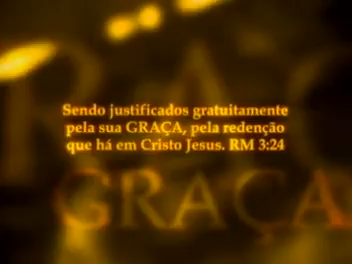 Sendo justificados gratuitamente
pela sua GRAÇA, pela redenção
que há em Cristo Jesus. RM 3:24
GRAÇA